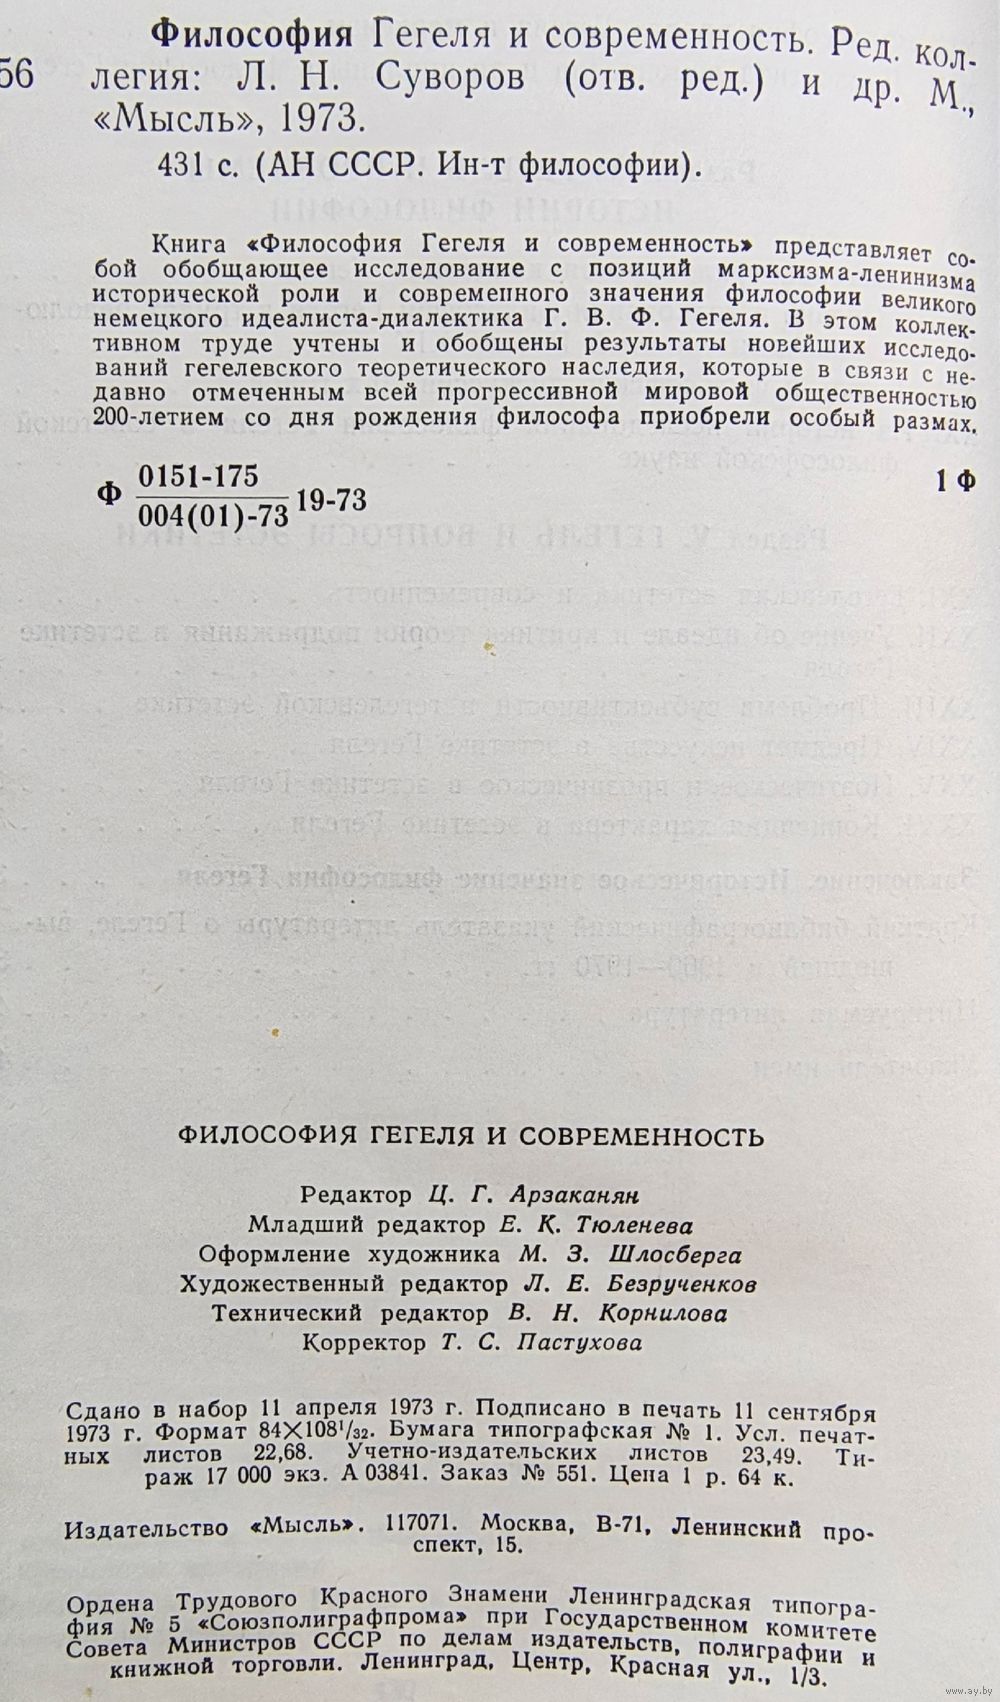 Философия Гегеля и современность. Ред. кол-
56 легия: Л. Н. Суворов (отв. ред.) и др. М.,
«Мысль», 1973.
431 с. (АН СССР. Ин-т философии).
Книга «Философия Гегеля и современность» представляет со-
бой обобщающее исследование с позиций марксизма-ленинизма
исторической роли и современного значения философии великого
немецкого идеалиста-диалектика Г. В. Ф. Гегеля. В этом коллек-
тивном труде учтены и обобщены результаты новейших исследо-
ваний гегелевского теоретического наследия, которые в связи с не-
давно отмеченным всей прогрессивной мировой общественностью
200-летием со дня рождения философа приобрели особый размах.
Ф 0151-175
004(01)-73 19-73
1 Ф
ФИЛОСОФИЯ ГЕГЕЛЯ И СОВРЕМЕННОСТЬ
Редактор Ц. Г. Арзаканян
Младший редактор Е. К. Тюленева
Оформление художника М. З. Шлосберга
Художественный редактор Л. Е. Безрученков
Технический редактор В. Н. Корнилова
Корректор Т. С. Пастухова
Сдано в набор 11 апреля 1973 г. Подписано в печать 11 сентября
1973 г. Формат 84×108¹/₃₂. Бумага типографская № 1. Усл. печат-
ных листов 22,68. Учетно-издательских листов 23,49. Ти-
раж 17 000 экз. А 03841. Заказ № 551. Цена 1 р. 64 к.
Издательство «Мысль». 117071. Москва, В-71, Ленинский про-
спект, 15.
Ордена Трудового Красного Знамени Ленинградская типогра-
фия № 5 «Союзполиграфпрома» при Государственном комитете
Совета Министров СССР по делам издательств, полиграфии и
книжной торговли. Ленинград, Центр, Красная ул., 1/3.
www.ay.by